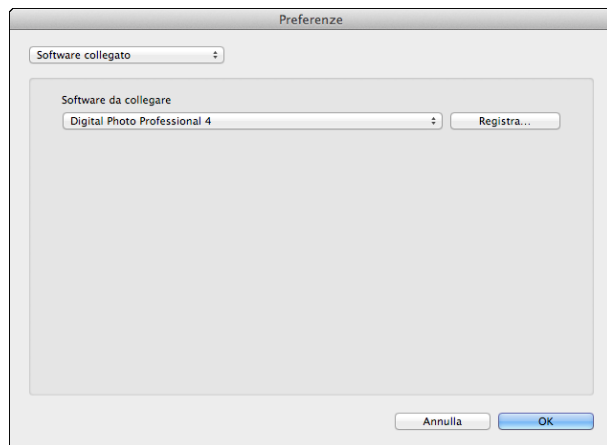 Preferenze
Software collegato
Software da collegare
Digital Photo Professional 4 Registra...
Annulla OK